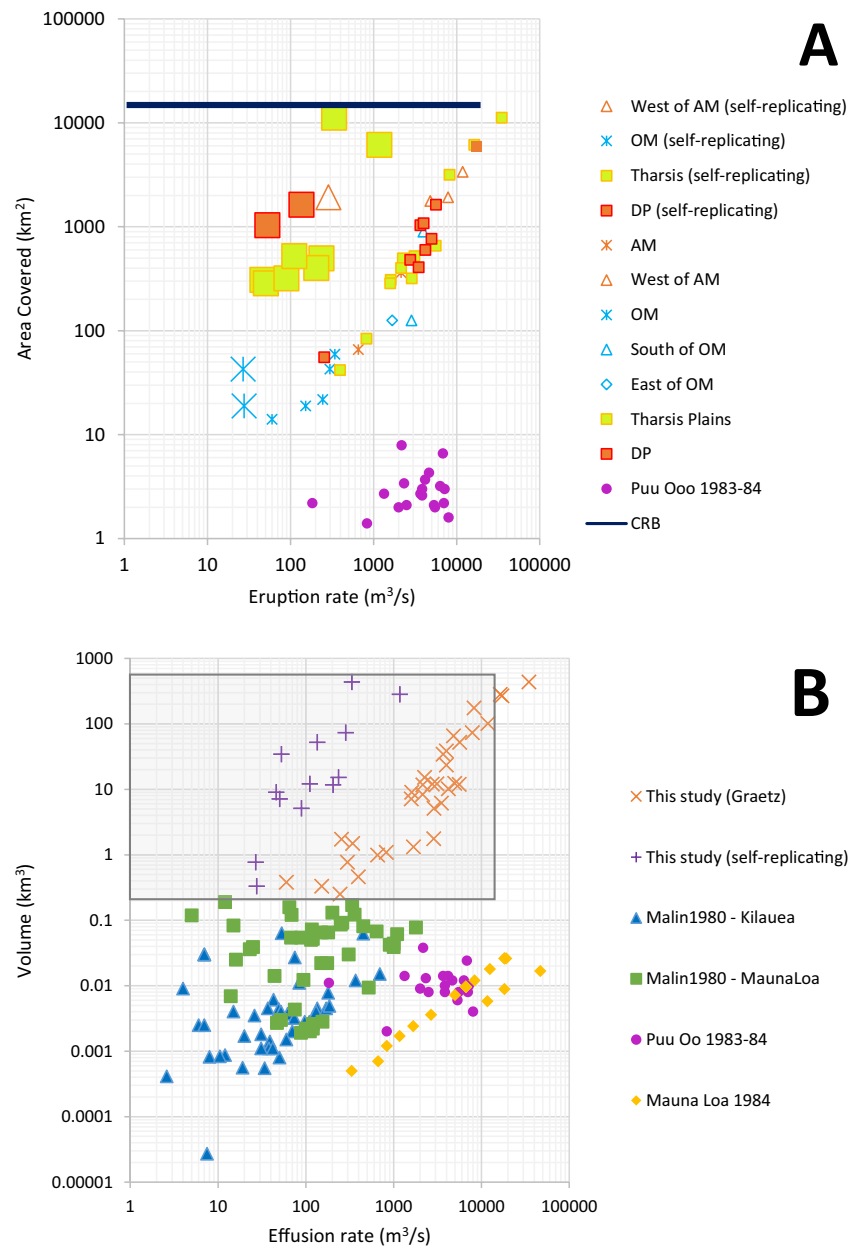 A
100000
10000
1000
100
10
1
1
10
100
1000
10000
100000
Area Covered (km²)
Eruption rate (m³/s)
West of AM (self-replicating)
OM (self-replicating)
Tharsis (self-replicating)
DP (self-replicating)
AM
West of AM
OM
South of OM
East of OM
Tharsis Plains
DP
Puu Ooo 1983-84
CRB
B
1000
100
10
1
0.1
0.01
0.001
0.0001
0.00001
1
10
100
1000
10000
100000
Volume (km³)
Effusion rate (m³/s)
This study (Graetz)
This study (self-replicating)
Malin1980 - Kilauea
Malin1980 - MaunaLoa
Puu Oo 1983-84
Mauna Loa 1984